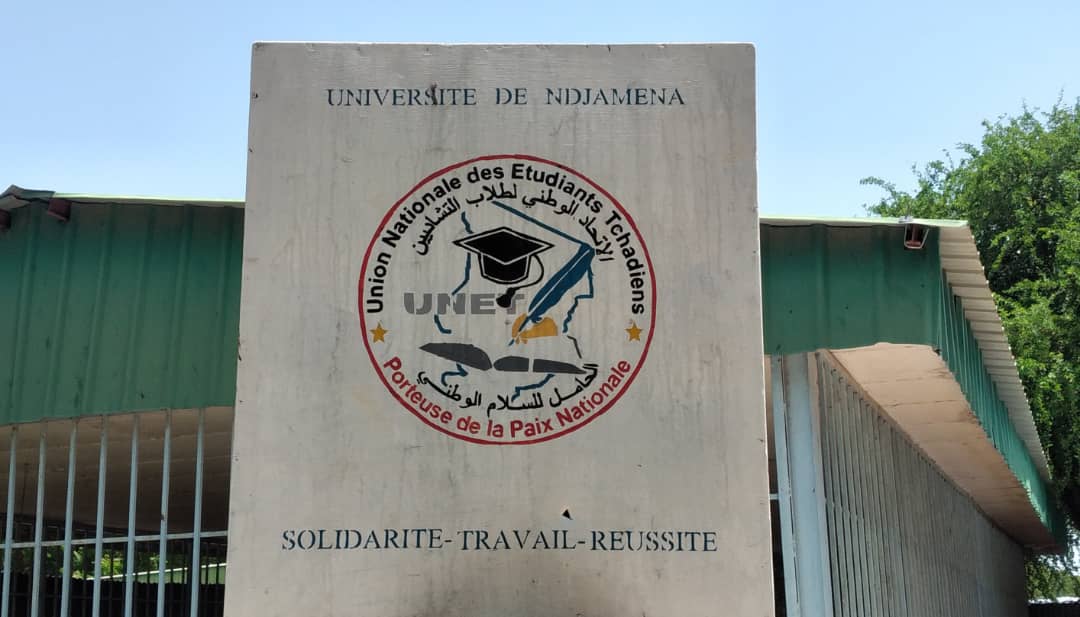 UNIVERSITE DE NDJAMENA
Union Nationale des Etudiants Tchadiens
الإتحاد الوطني لطلاب التشاديين
UNET
الحامل للسلام الوطني
Porteuse de la Paix Nationale
SOLIDARITE-TRAVAIL-REUSSITE